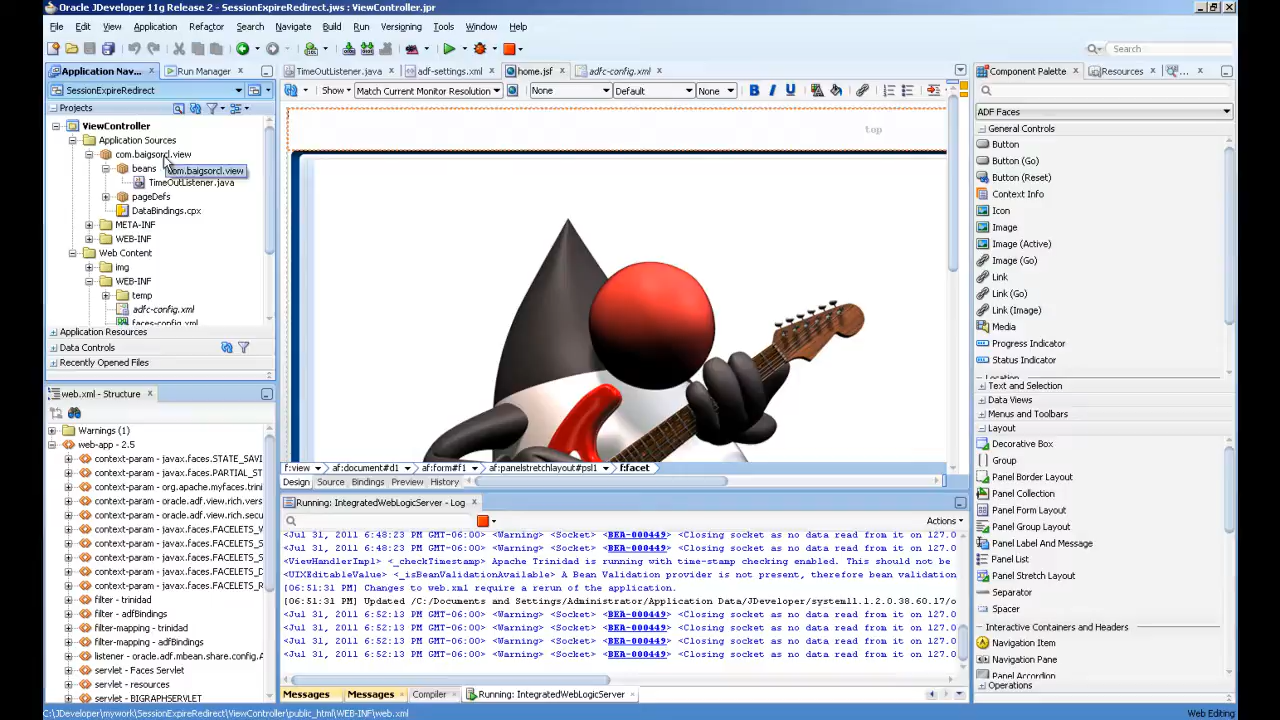 Oracle JDeveloper 11g Release 2 - SessionExpireRedirect.jws : ViewController.jpr
File Edit View Application Refactor Search Navigate Build Run Versioning Tools Window Help
Search
Application Nav... Run Manager
TimeOutListener.java adf-settings.xml home.jsf adfc-config.xml
Component Palette Resources ...
SessionExpireRedirect
Show Match Current Monitor Resolution None Default None B I U
ADF Faces
Projects
ViewController
Application Sources
com.baigsorcl.view
beans
com.baigsorcl.view
TimeOutListener.java
pageDefs
DataBindings.cpx
META-INF
WEB-INF
Web Content
img
WEB-INF
temp
adfc-config.xml
faces-config.xml
Application Resources
Data Controls
Recently Opened Files
top
General Controls
Button
Button (Go)
Button (Reset)
Context Info
Icon
Image
Image (Active)
Image (Go)
Link
Link (Go)
Link (Image)
Media
Progress Indicator
Status Indicator
Location
Text and Selection
Data Views
Menus and Toolbars
Layout
Decorative Box
Group
Panel Border Layout
Panel Collection
Panel Form Layout
Panel Group Layout
Panel Label And Message
Panel List
Panel Stretch Layout
Separator
Spacer
Interactive Containers and Headers
Navigation Item
Navigation Pane
Panel Accordion
Operations
web.xml - Structure
Warnings (1)
web-app - 2.5
context-param - javax.faces.STATE_SAVI
context-param - javax.faces.PARTIAL_ST
context-param - org.apache.myfaces.trini
context-param - oracle.adf.view.rich.vers
context-param - oracle.adf.view.rich.secu
context-param - javax.faces.FACELETS_V
context-param - javax.faces.FACELETS_S
context-param - javax.faces.FACELETS_D
context-param - javax.faces.FACELETS_R
filter - trinidad
filter - adfBindings
filter-mapping - trinidad
filter-mapping - adfBindings
listener - oracle.adf.mbean.share.config.A
servlet - Faces Servlet
servlet - resources
servlet - BIGRAPHSERVLET
f:view af:document#d1 af:form#f1 af:panelstretchlayout#psl1 f:facet
Design Source Bindings Preview History
Running: IntegratedWebLogicServer - Log
Actions
<Jul 31, 2011 6:48:23 PM GMT-06:00> <Warning> <Socket> <BEA-000449> <Closing socket as no data read from it on 127.0
<Jul 31, 2011 6:48:23 PM GMT-06:00> <Warning> <Socket> <BEA-000449> <Closing socket as no data read from it on 127.0
<ViewHandlerImpl> <_checkTimestamp> Apache Trinidad is running with time-stamp checking enabled. This should not be
<UIXEditableValue> <_isBeanValidationAvailable> A Bean Validation provider is not present, therefore bean validation
[06:51:31 PM] Changes to web.xml require a rerun of the application.
[06:51:31 PM] Updated /C:/Documents and Settings/Administrator/Application Data/JDeveloper/system11.1.2.0.38.60.17/o
<Jul 31, 2011 6:52:13 PM GMT-06:00> <Warning> <Socket> <BEA-000449> <Closing socket as no data read from it on 127.0
<Jul 31, 2011 6:52:13 PM GMT-06:00> <Warning> <Socket> <BEA-000449> <Closing socket as no data read from it on 127.0
<Jul 31, 2011 6:52:13 PM GMT-06:00> <Warning> <Socket> <BEA-000449> <Closing socket as no data read from it on 127.0
<Jul 31, 2011 6:52:13 PM GMT-06:00> <Warning> <Socket> <BEA-000449> <Closing socket as no data read from it on 127.0
Messages Messages Compiler Running: IntegratedWebLogicServer
C:\JDeveloper\mywork\SessionExpireRedirect\ViewController\public_html\WEB-INF\web.xml
Web Editing